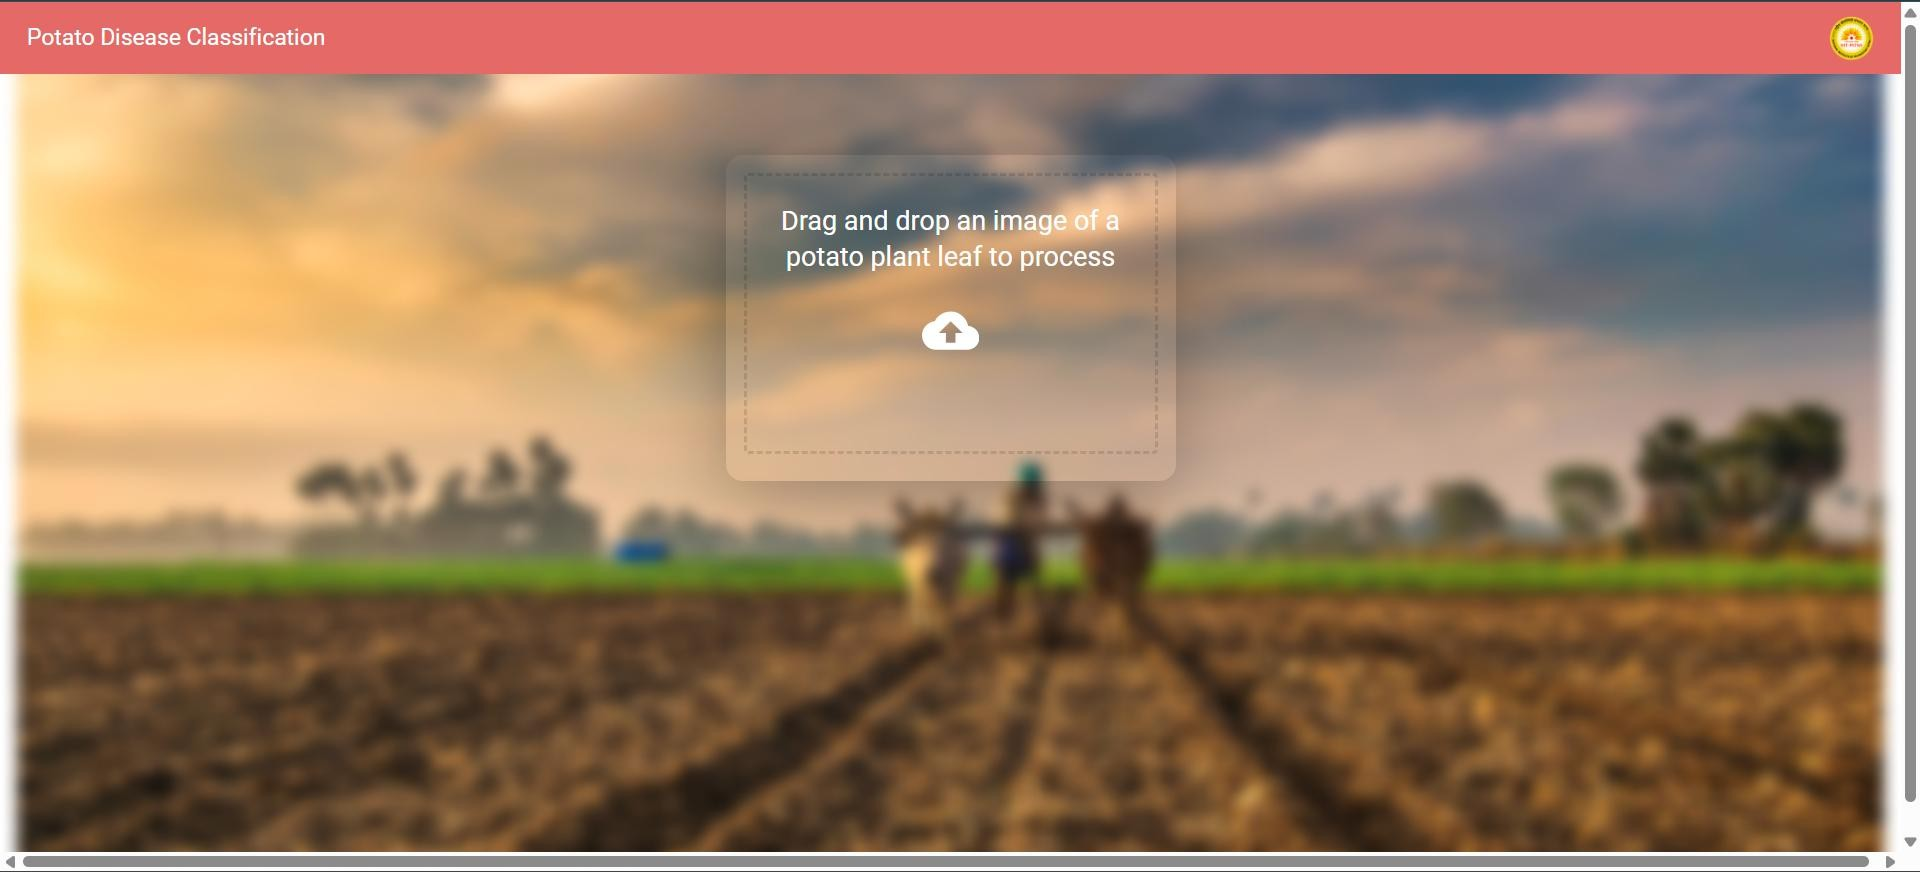 Potato Disease Classification
Drag and drop an image of a
potato plant leaf to process